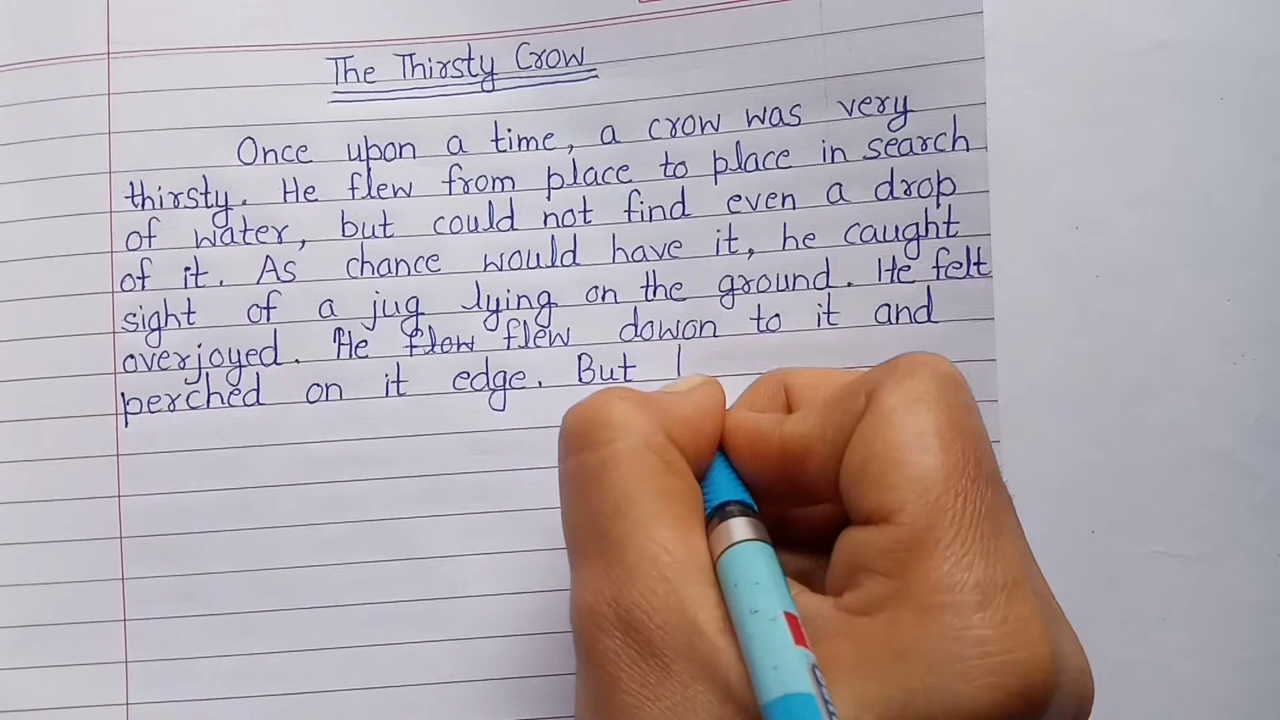 The Thirsty Crow
Once upon a time, a crow was very
thirsty. He flew from place to place in search
of water, but could not find even a drop
of it. As chance would have it, he caught
sight of a jug lying on the ground. He felt
overjoyed. He flow flew dowon to it and
perched on it edge. But